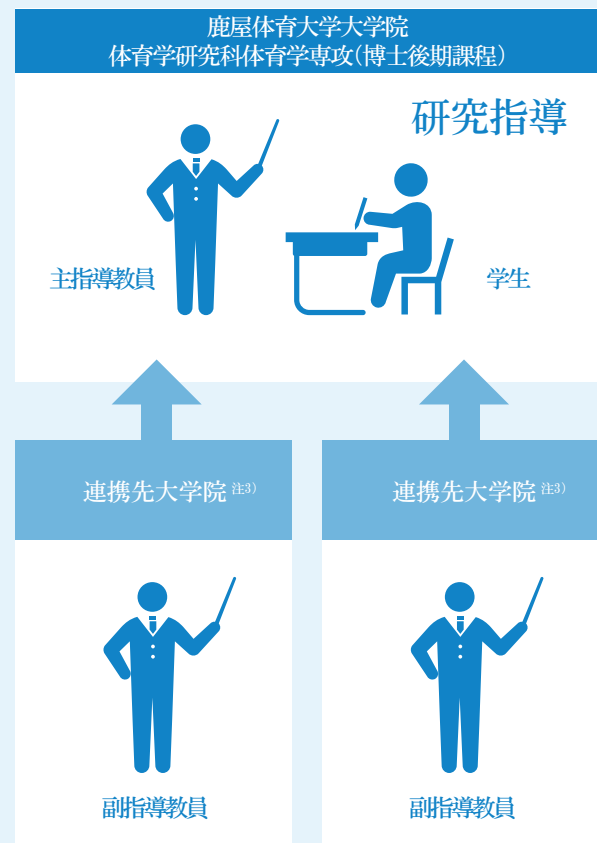 鹿屋体育大学大学院
体育学研究科体育学専攻（博士後期課程）
研究指導
主指導教員
学生
連携先大学院 注3）
連携先大学院 注3）
副指導教員
副指導教員